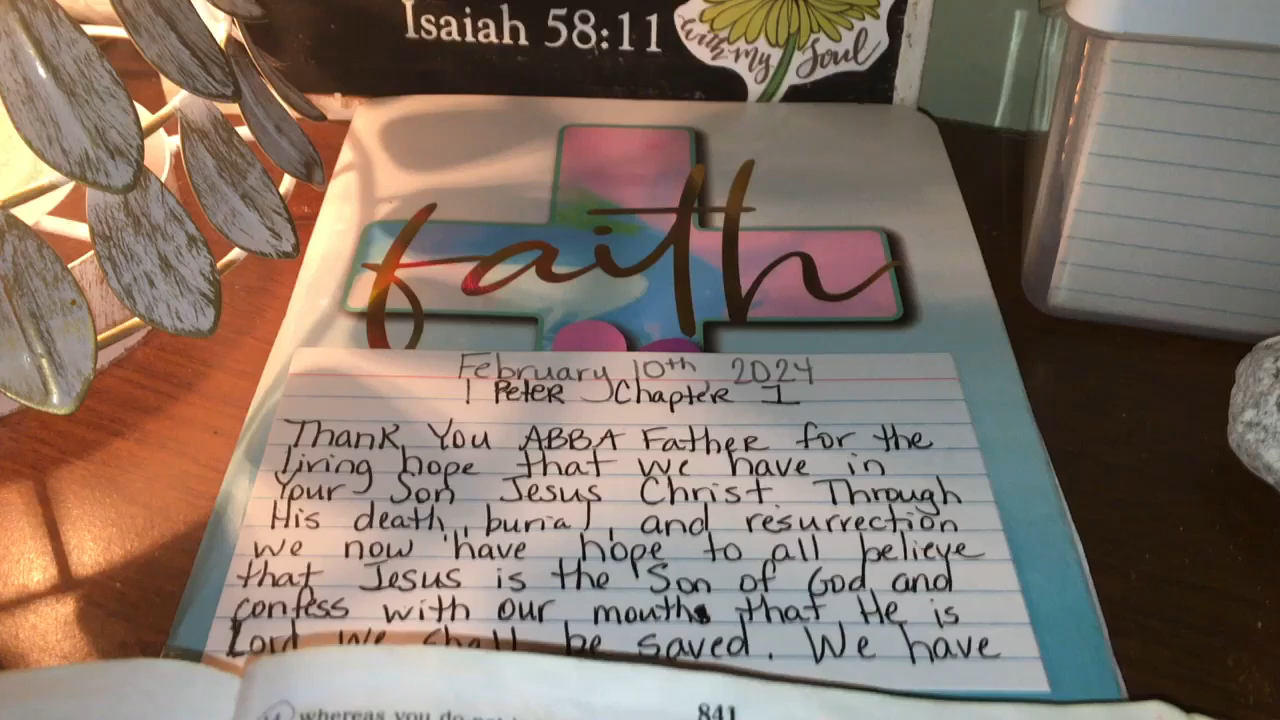 Isaiah 58:11
with My Soul
faith
February 10th 2024
1 Peter Chapter 1
Thank You ABBA Father for the
living hope that we have in
Your Son Jesus Christ Through
His death, burial, and resurrection
we now have hope to all believe
that Jesus is the Son of God and
confess with our mouths that He is
Lord we shall be saved. We have
whereas you do
841